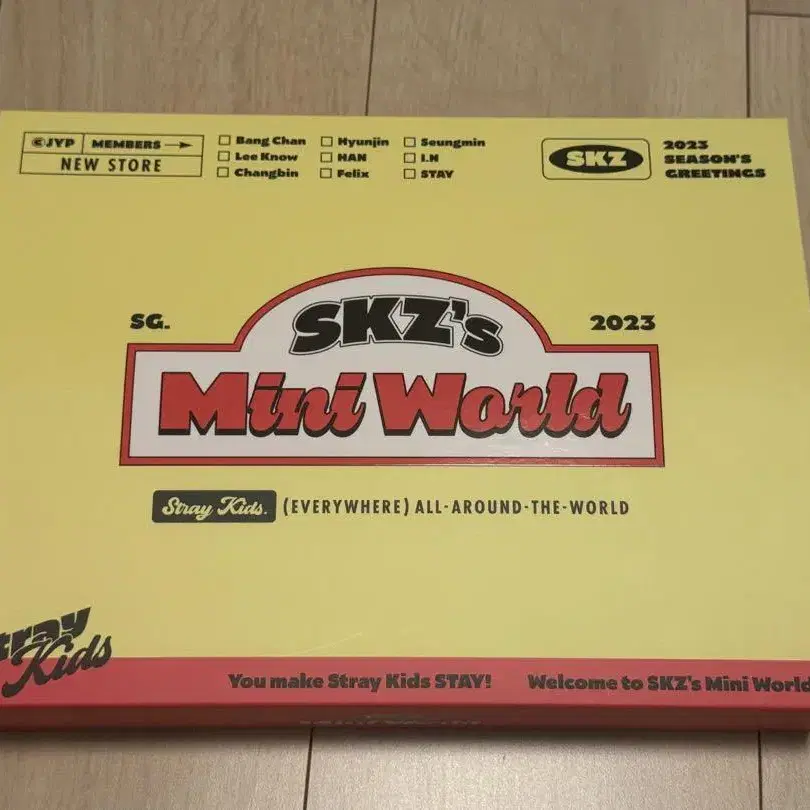 ©JYP MEMBERS →
NEW STORE
☐ Bang Chan ☐ Hyunjin ☐ Seungmin
☐ Lee Know ☐ HAN ☐ I.N
☐ Changbin ☐ Felix ☐ STAY
SKZ
2023
SEASON'S
GREETINGS
SG.
2023
SKZ's
Mini World
Stray Kids. (EVERYWHERE) ALL-AROUND-THE-WORLD
Stray
Kids
You make Stray Kids STAY! Welcome to SKZ's Mini World